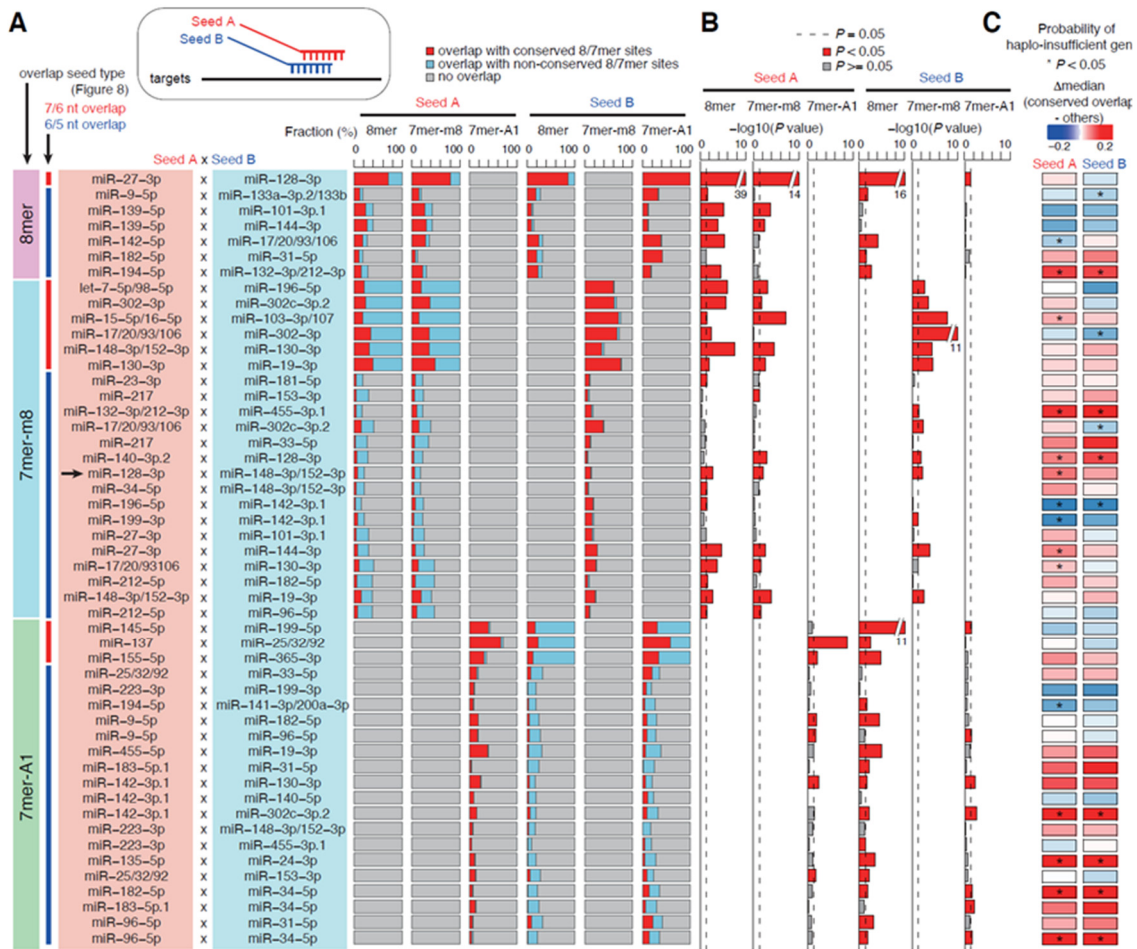 A
B
C
Seed A
Seed B
targets
overlap with conserved 8/7mer sites
overlap with non-conserved 8/7mer sites
no overlap
P = 0.05
P < 0.05
P >= 0.05
Probability of
haplo-insufficient gen
* P < 0.05
Δmedian
(conserved overlap
- others)
−0.2 0.2
Seed A Seed B
overlap seed type
(Figure 8)
7/6 nt overlap
6/5 nt overlap
Seed A x Seed B
Seed A Seed B
Fraction (%) 8mer 7mer-m8 7mer-A1 8mer 7mer-m8 7mer-A1
0 100 0 100 0 100 0 100 0 100 0 100
Seed A Seed B
8mer 7mer-m8 7mer-A1 8mer 7mer-m8 7mer-A1
−log10(P value) −log10(P value)
0 10 0 10 0 10 0 10 0 10 0 10
39 14 16
11
11
8mer
miR−27−3p x miR−128−3p
miR−9−5p x miR−133a−3p.2/133b
miR−139−5p x miR−101−3p.1
miR−139−5p x miR−144−3p
miR−142−5p x miR−17/20/93/106
miR−182−5p x miR−31−5p
miR−194−5p x miR−132−3p/212−3p
7mer-m8
let−7−5p/98−5p x miR−196−5p
miR−302−3p x miR−302c−3p.2
miR−15−5p/16−5p x miR−103−3p/107
miR−17/20/93/106 x miR−302−3p
miR−148−3p/152−3p x miR−130−3p
miR−130−3p x miR−19−3p
miR−23−3p x miR−181−5p
miR−217 x miR−153−3p
miR−132−3p/212−3p x miR−455−3p.1
miR−17/20/93/106 x miR−302c−3p.2
miR−217 x miR−33−5p
miR−140−3p.2 x miR−128−3p
miR−128−3p x miR−148−3p/152−3p
miR−34−5p x miR−148−3p/152−3p
miR−196−5p x miR−142−3p.1
miR−199−3p x miR−142−3p.1
miR−27−3p x miR−101−3p.1
miR−27−3p x miR−144−3p
miR−17/20/93106 x miR−130−3p
miR−212−5p x miR−182−5p
miR−148−3p/152−3p x miR−19−3p
miR−212−5p x miR−96−5p
7mer-A1
miR−145−5p x miR−199−5p
miR−137 x miR−25/32/92
miR−155−5p x miR−365−3p
miR−25/32/92 x miR−33−5p
miR−223−3p x miR−199−3p
miR−194−5p x miR−141−3p/200a−3p
miR−9−5p x miR−182−5p
miR−9−5p x miR−96−5p
miR−455−5p x miR−19−3p
miR−183−5p.1 x miR−31−5p
miR−142−3p.1 x miR−130−3p
miR−142−3p.1 x miR−140−5p
miR−142−3p.1 x miR−302c−3p.2
miR−223−3p x miR−148−3p/152−3p
miR−223−3p x miR−455−3p.1
miR−135−5p x miR−24−3p
miR−25/32/92 x miR−153−3p
miR−182−5p x miR−34−5p
miR−183−5p.1 x miR−34−5p
miR−96−5p x miR−31−5p
miR−96−5p x miR−34−5p